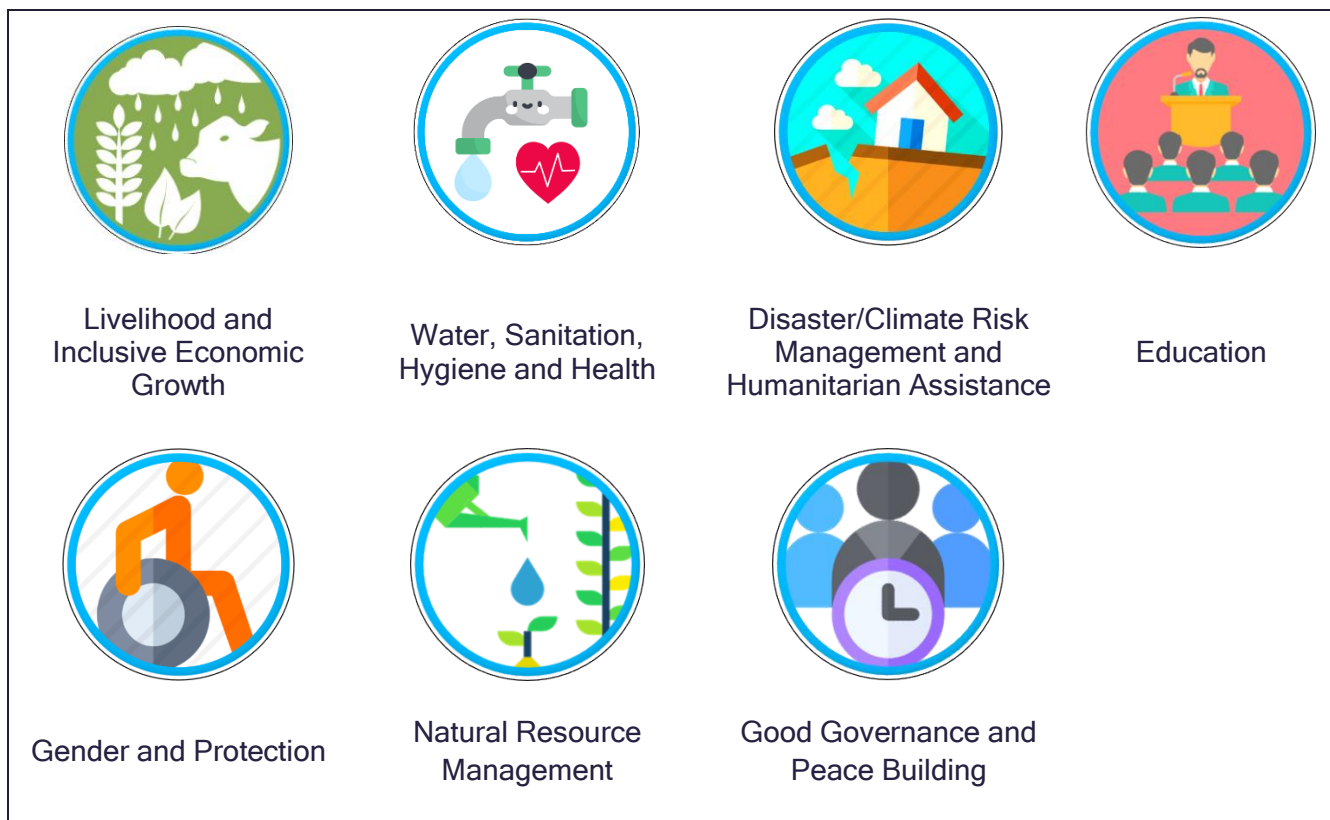 Livelihood and
Inclusive Economic
Growth
Water, Sanitation,
Hygiene and Health
Disaster/Climate Risk
Management and
Humanitarian Assistance
Education
Gender and Protection
Natural Resource
Management
Good Governance and
Peace Building